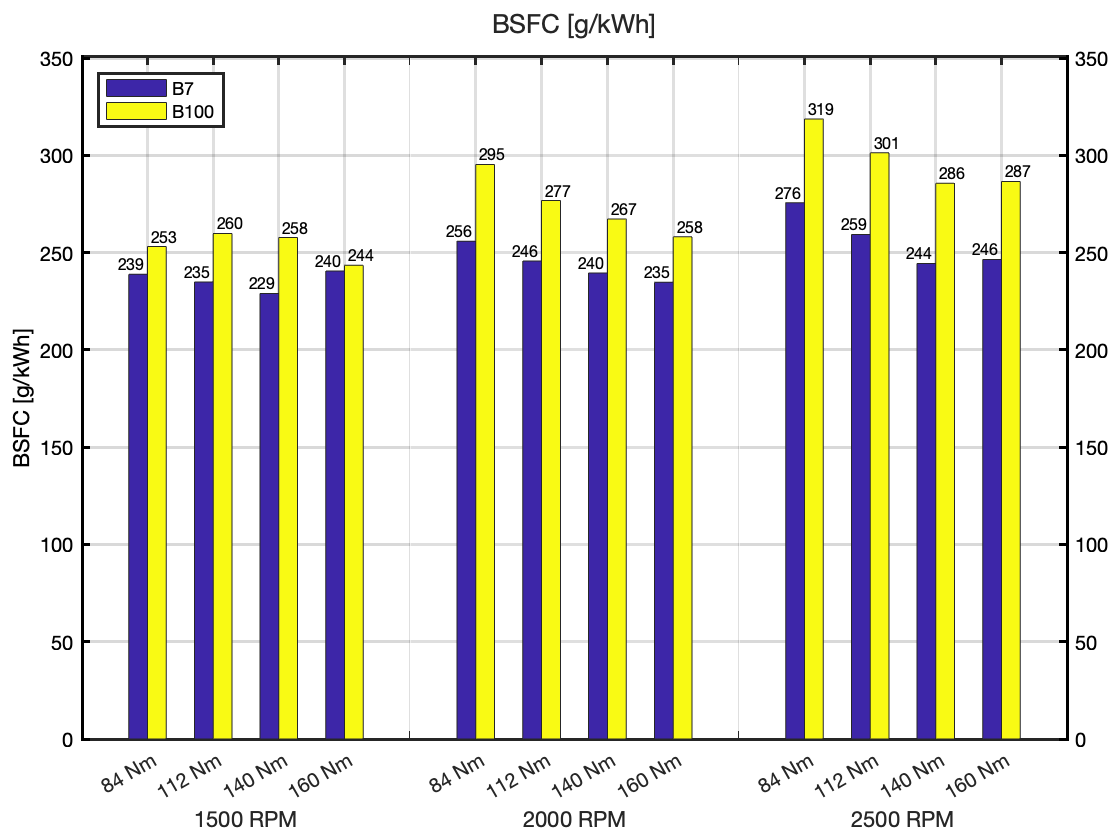 BSFC [g/kWh]
B7
B100
BSFC [g/kWh]
350
300
250
200
150
100
50
0
350
300
250
200
150
100
50
0
239
253
235
260
229
258
240
244
256
295
246
277
240
267
235
258
276
319
259
301
244
286
246
287
84 Nm
112 Nm
140 Nm
160 Nm
84 Nm
112 Nm
140 Nm
160 Nm
84 Nm
112 Nm
140 Nm
160 Nm
1500 RPM
2000 RPM
2500 RPM